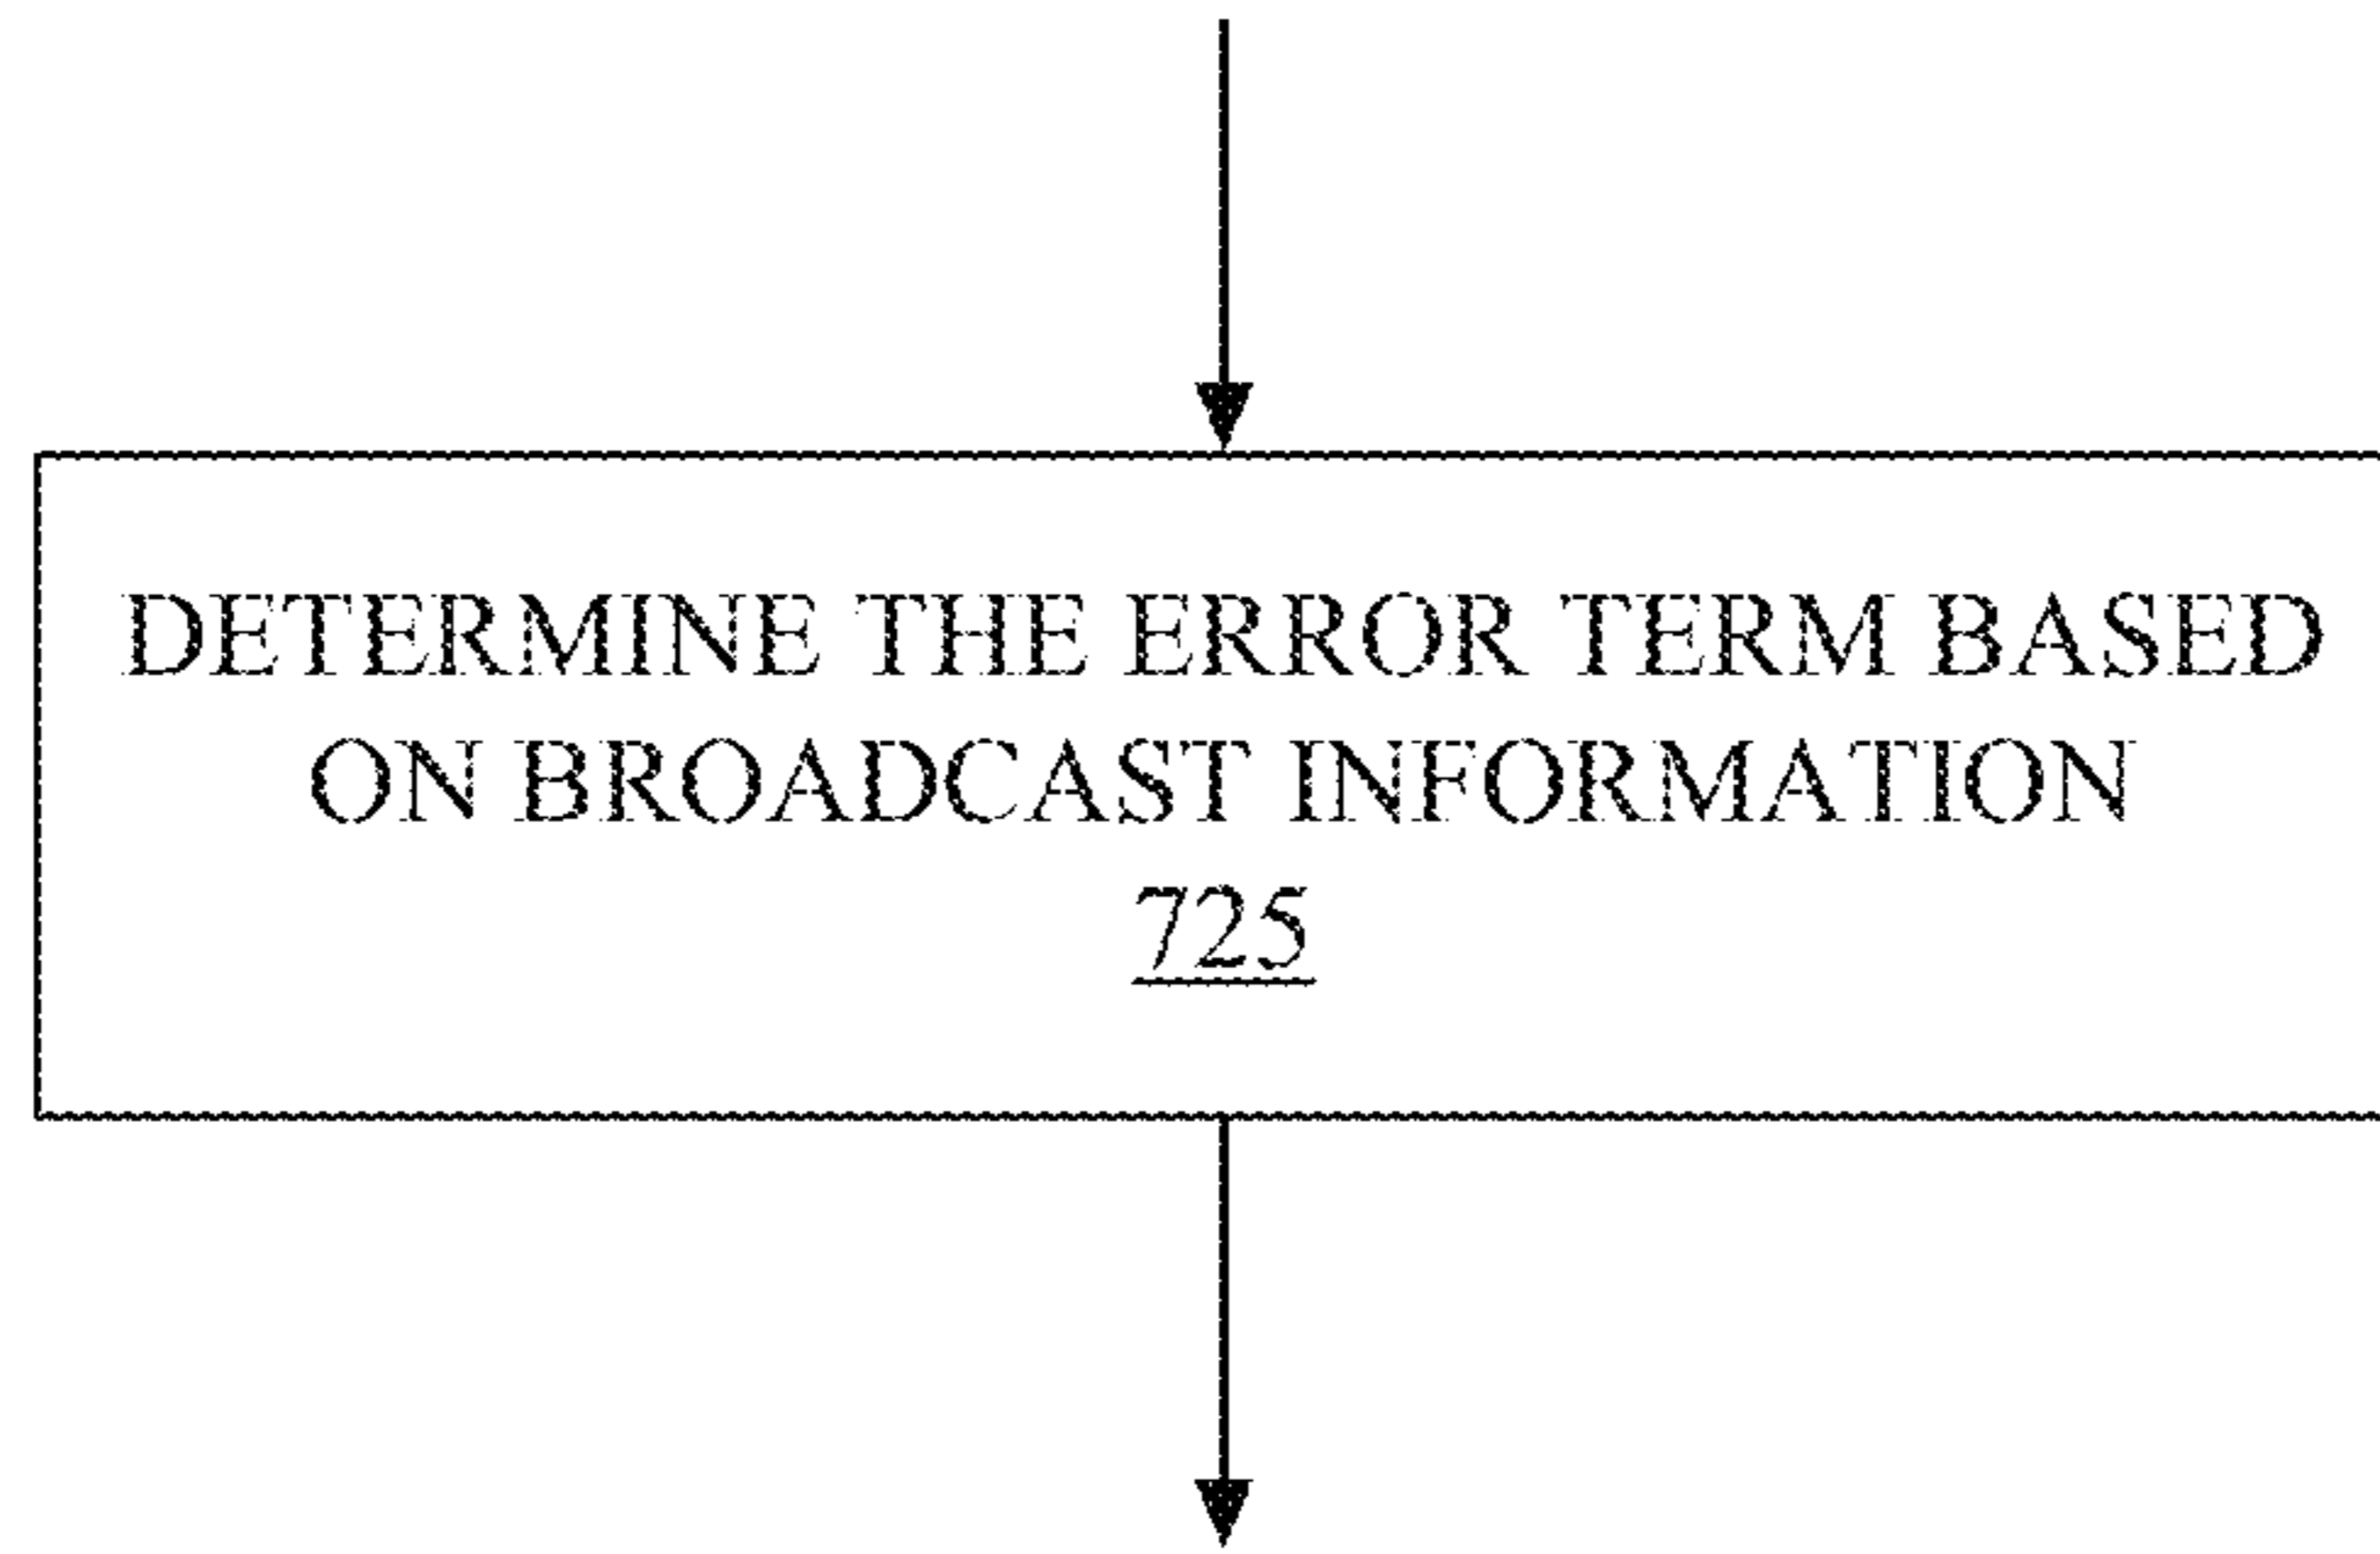 DETERMINE THE ERROR TERM BASED
ON BROADCAST INFORMATION
725